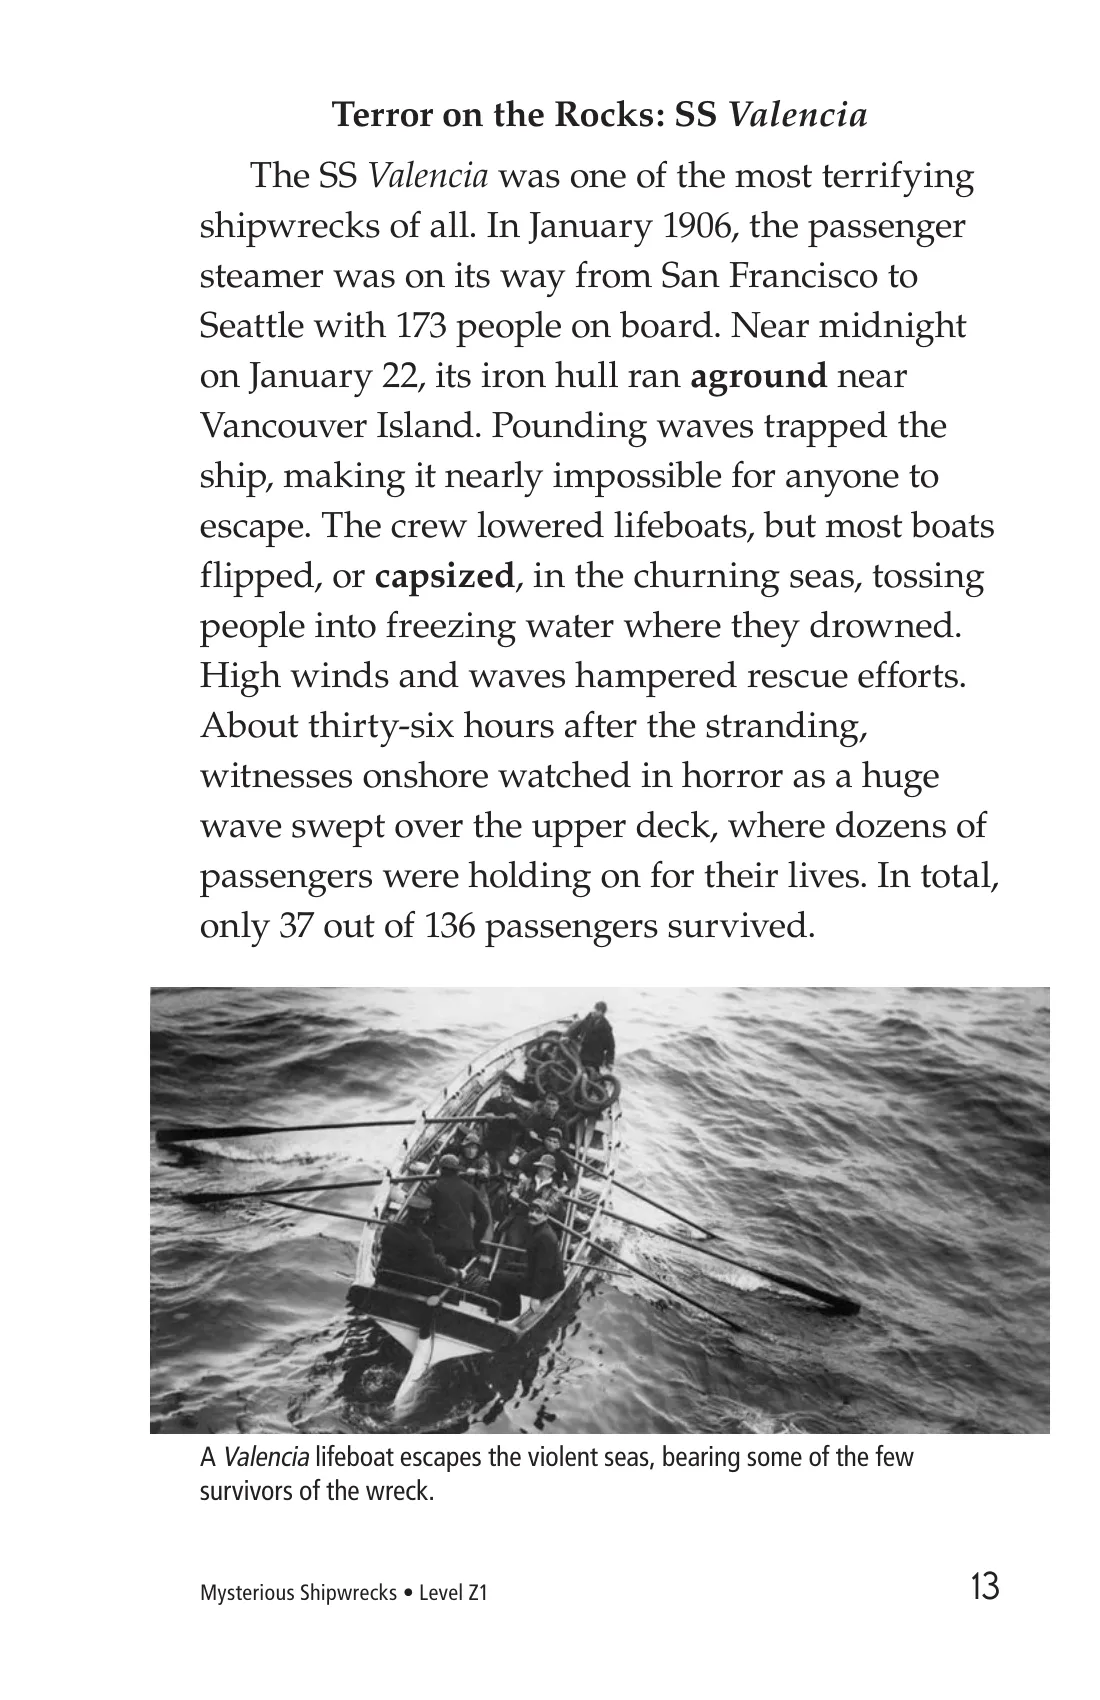 Terror on the Rocks: SS Valencia
The SS Valencia was one of the most terrifying
shipwrecks of all. In January 1906, the passenger
steamer was on its way from San Francisco to
Seattle with 173 people on board. Near midnight
on January 22, its iron hull ran aground near
Vancouver Island. Pounding waves trapped the
ship, making it nearly impossible for anyone to
escape. The crew lowered lifeboats, but most boats
flipped, or capsized, in the churning seas, tossing
people into freezing water where they drowned.
High winds and waves hampered rescue efforts.
About thirty-six hours after the stranding,
witnesses onshore watched in horror as a huge
wave swept over the upper deck, where dozens of
passengers were holding on for their lives. In total,
only 37 out of 136 passengers survived.
A Valencia lifeboat escapes the violent seas, bearing some of the few
survivors of the wreck.
Mysterious Shipwrecks • Level Z1
13